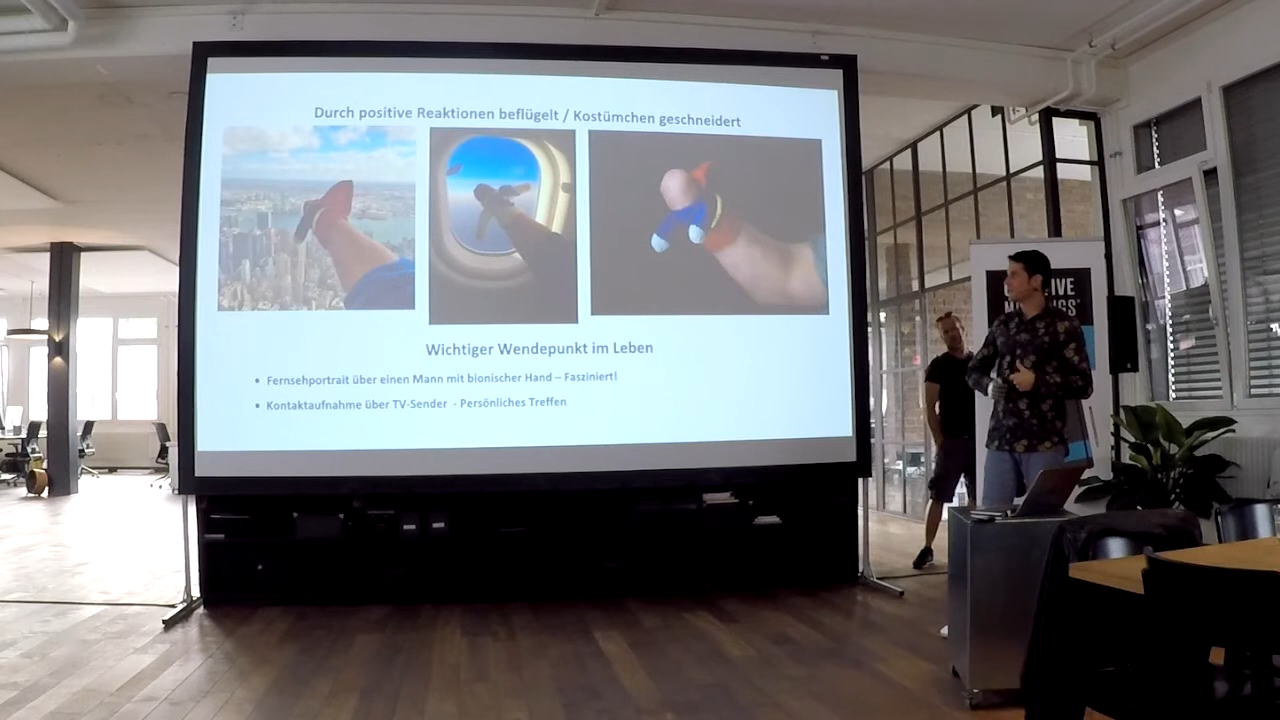 Durch positive Reaktionen beflügelt / Kostümchen geschneidert
Wichtiger Wendepunkt im Leben
• Fernsehportrait über einen Mann mit bionischer Hand – Fasziniert!
• Kontaktaufnahme über TV-Sender - Persönliches Treffen